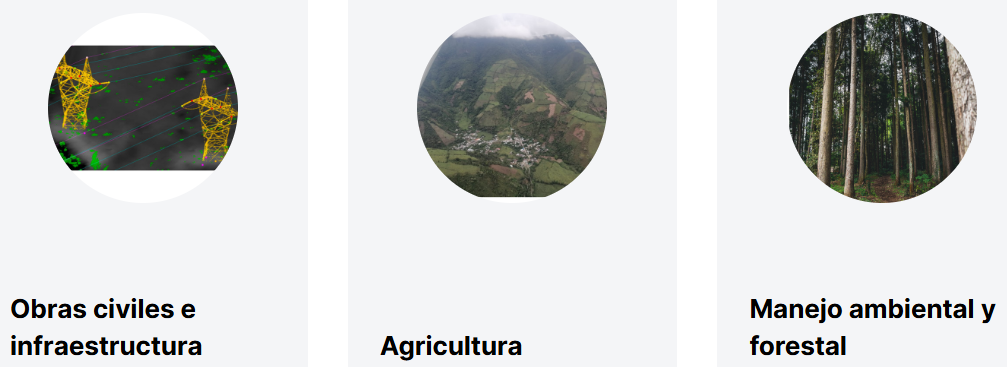 Obras civiles e
infraestructura
Agricultura
Manejo ambiental y
forestal